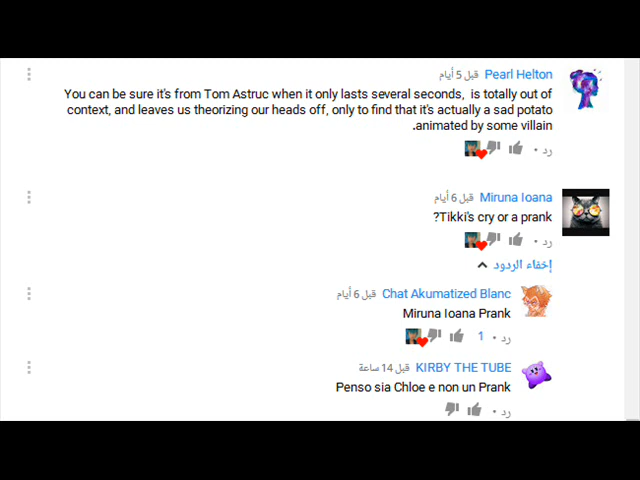 Pearl Helton قبل 5 أيام
You can be sure it's from Tom Astruc when it only lasts several seconds, is totally out of
context, and leaves us theorizing our heads off, only to find that it's actually a sad potato
.animated by some villain
رد •
Miruna Ioana قبل 6 أيام
?Tikki's cry or a prank
رد •
إخفاء الردود
Chat Akumatized Blanc قبل 6 أيام
Miruna Ioana Prank
رد • 1
KIRBY THE TUBE قبل 14 ساعة
Penso sia Chloe e non un Prank
رد •